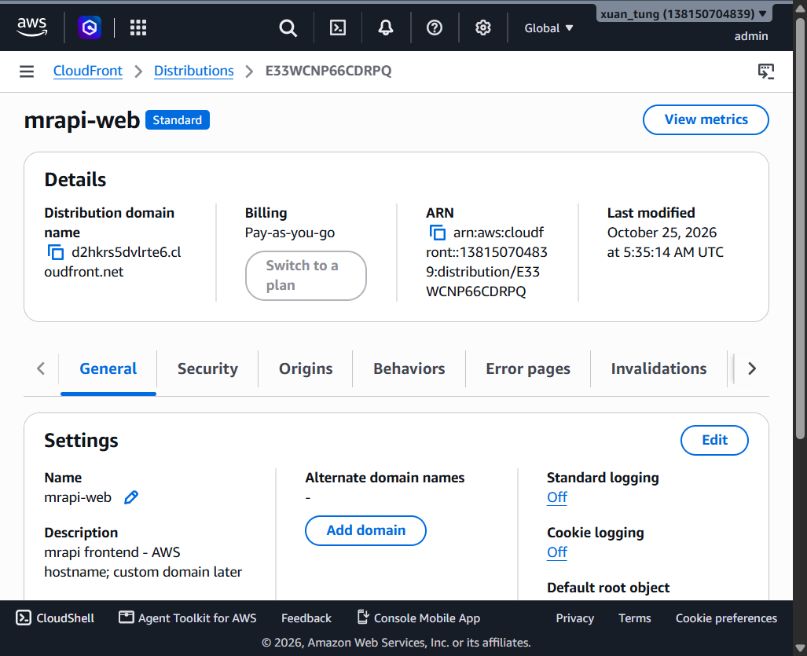 aws
Global
xuan_tung (138150704839)
admin
CloudFront
Distributions
E33WCNP66CDRPQ
mrapi-web
Standard
View metrics
Details
Distribution domain
name
d2hkrs5dvlrte6.cl
oudfront.net
Billing
Pay-as-you-go
Switch to a
plan
ARN
arn:aws:cloudf
ront::13815070483
9:distribution/E33
WCNP66CDRPQ
Last modified
October 25, 2026
at 5:35:14 AM UTC
General
Security
Origins
Behaviors
Error pages
Invalidations
Settings
Edit
Name
mrapi-web
Description
mrapi frontend - AWS
hostname; custom domain later
Alternate domain names
-
Add domain
Standard logging
Off
Cookie logging
Off
Default root object
CloudShell
Agent Toolkit for AWS
Feedback
Console Mobile App
Privacy
Terms
Cookie preferences
© 2026, Amazon Web Services, Inc. or its affiliates.